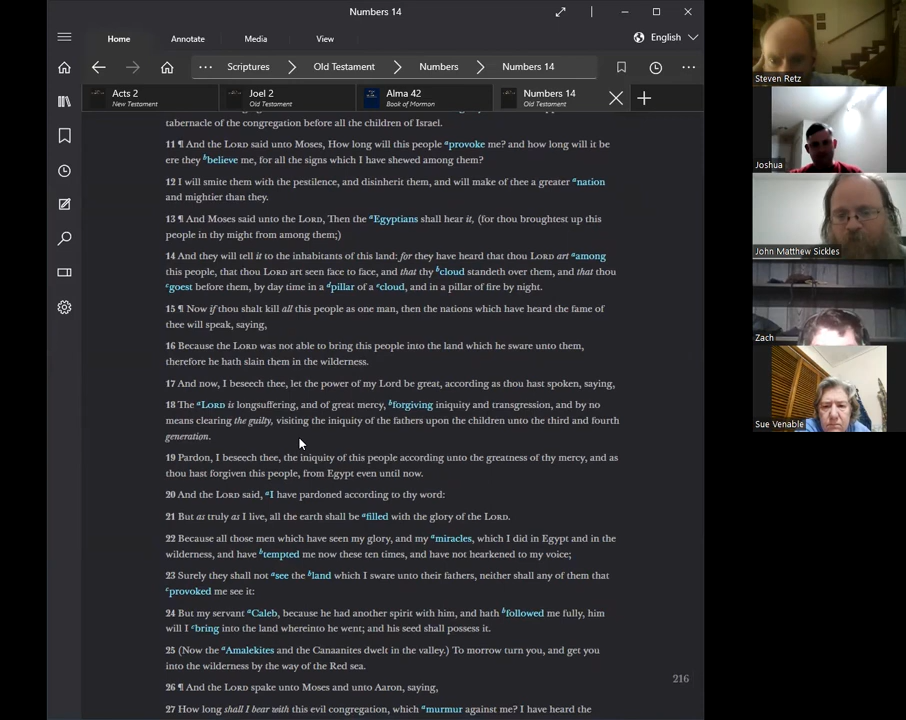 Numbers 14
Home Annotate Media View
English
Scriptures Old Testament Numbers Numbers 14
Acts 2
New Testament
Joel 2
Old Testament
Alma 42
Book of Mormon
Numbers 14
Old Testament
tabernacle of the congregation before all the children of Israel.
11 ¶ And the LORD said unto Moses, How long will this people aprovoke me? and how long will it be
ere they bbelieve me, for all the signs which I have shewed among them?
12 I will smite them with the pestilence, and disinherit them, and will make of thee a greater anation
and mightier than they.
13 ¶ And Moses said unto the LORD, Then the aEgyptians shall hear it, (for thou broughtest up this
people in thy might from among them;)
14 And they will tell it to the inhabitants of this land: for they have heard that thou LORD art aamong
this people, that thou LORD art seen face to face, and that thy bcloud standeth over them, and that thou
cgoest before them, by day time in a dpillar of a ecloud, and in a pillar of fire by night.
15 ¶ Now if thou shalt kill all this people as one man, then the nations which have heard the fame of
thee will speak, saying,
16 Because the LORD was not able to bring this people into the land which he sware unto them,
therefore he hath slain them in the wilderness.
17 And now, I beseech thee, let the power of my Lord be great, according as thou hast spoken, saying,
18 The aLORD is longsuffering, and of great mercy, bforgiving iniquity and transgression, and by no
means clearing the guilty, visiting the iniquity of the fathers upon the children unto the third and fourth
generation.
19 Pardon, I beseech thee, the iniquity of this people according unto the greatness of thy mercy, and as
thou hast forgiven this people, from Egypt even until now.
20 And the LORD said, aI have pardoned according to thy word:
21 But as truly as I live, all the earth shall be afilled with the glory of the LORD.
22 Because all those men which have seen my glory, and my amiracles, which I did in Egypt and in the
wilderness, and have btempted me now these ten times, and have not hearkened to my voice;
23 Surely they shall not asee the bland which I sware unto their fathers, neither shall any of them that
cprovoked me see it:
24 But my servant aCaleb, because he had another spirit with him, and hath bfollowed me fully, him
will I cbring into the land whereinto he went; and his seed shall possess it.
25 (Now the aAmalekites and the Canaanites dwelt in the valley.) To morrow turn you, and get you
into the wilderness by the way of the Red sea.
216
26 ¶ And the LORD spake unto Moses and unto Aaron, saying,
27 How long shall I bear with this evil congregation, which amurmur against me? I have heard the
Steven Retz
Joshua
John Matthew Sickles
Zach
Sue Venable